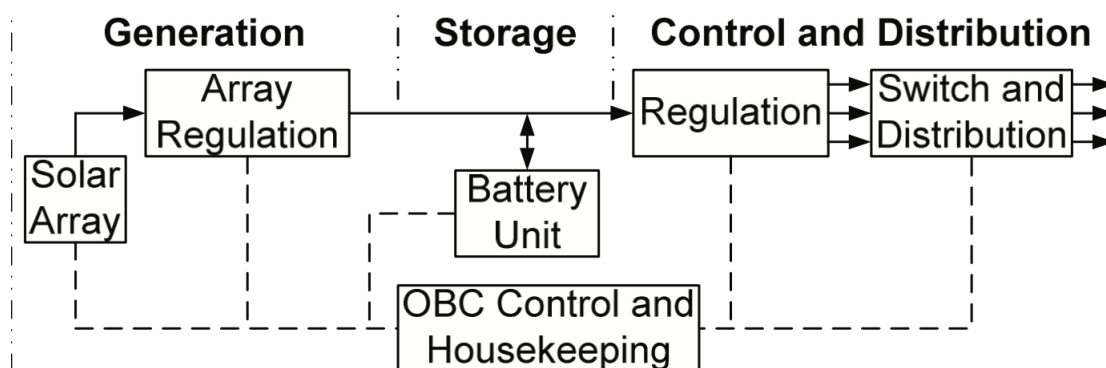 Generation
Storage
Control and Distribution
Array
Regulation
Regulation
Switch and
Distribution
Solar
Array
Battery
Unit
OBC Control and
Housekeeping